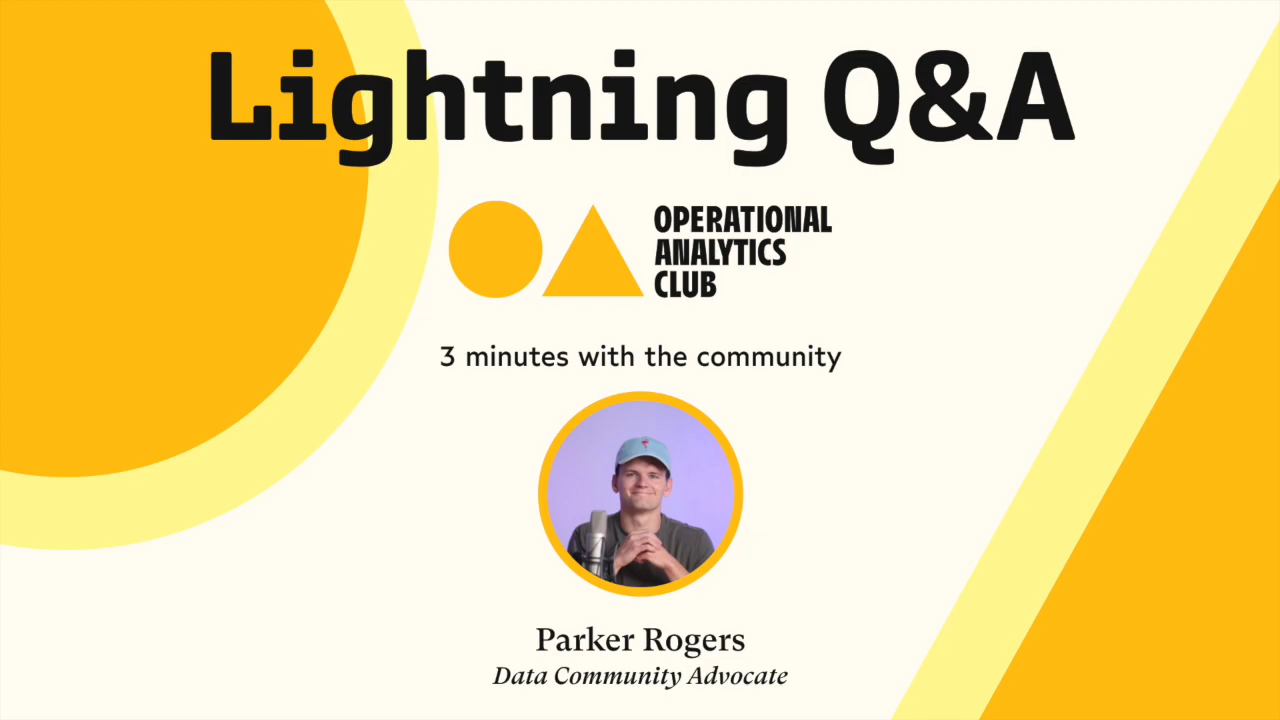 Lightning Q&A
OPERATIONAL
ANALYTICS
CLUB
3 minutes with the community
Parker Rogers
Data Community Advocate